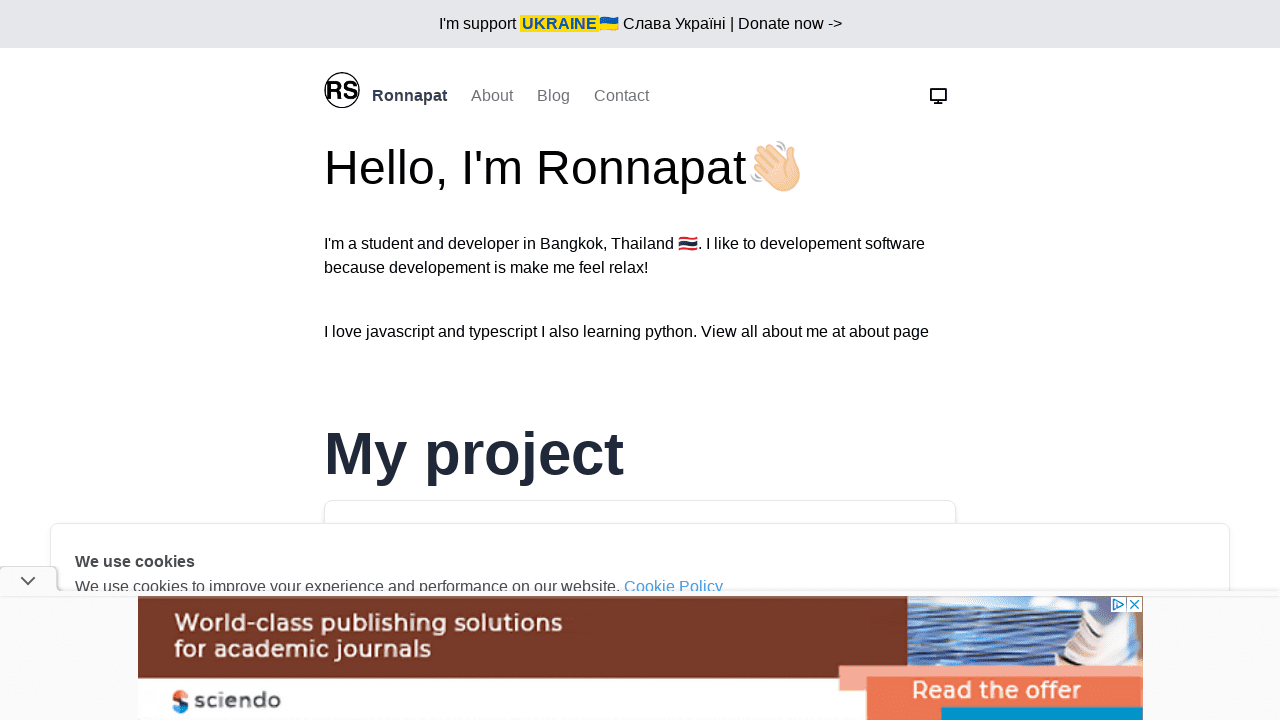 I'm support UKRAINE🇺🇦 Слава Україні | Donate now ->
RS Ronnapat About Blog Contact
Hello, I'm Ronnapat👋🏻
I'm a student and developer in Bangkok, Thailand 🇹🇭. I like to developement software
because developement is make me feel relax!
I love javascript and typescript I also learning python. View all about me at about page
My project
We use cookies
We use cookies to improve your experience and performance on our website. Cookie Policy
World-class publishing solutions
for academic journals
sciendo
Read the offer